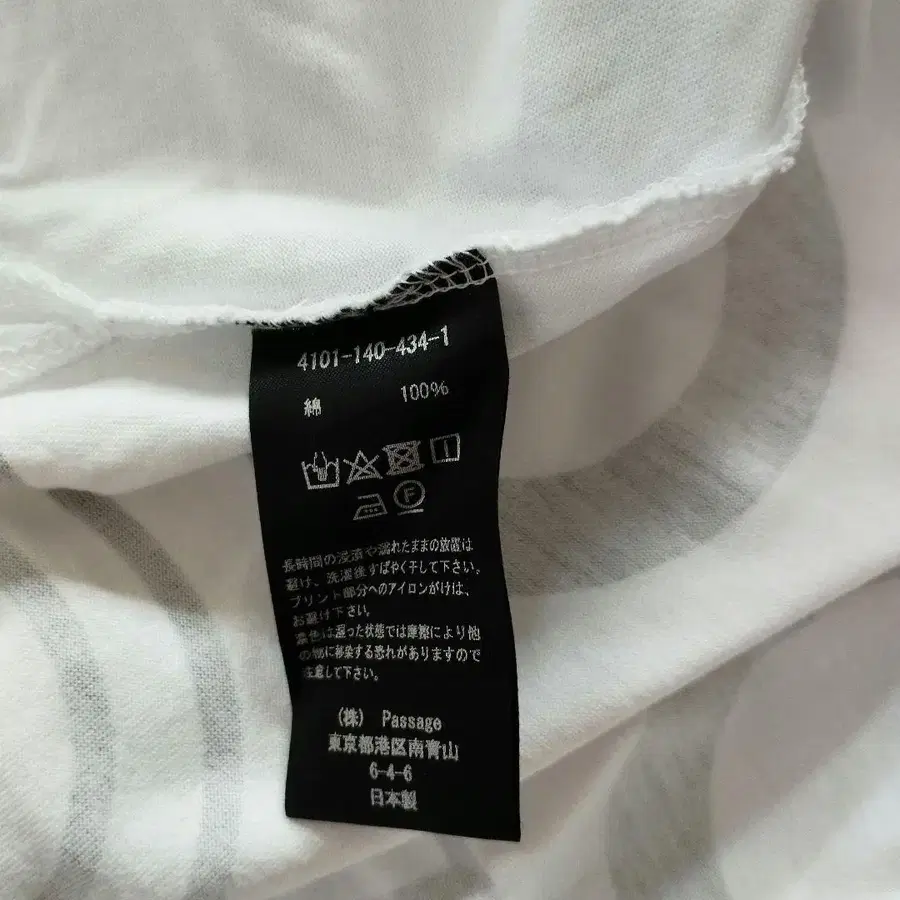 4101-140-434-1
綿 100%
F
長時間の浸漬や濡れたままの放置は
避け、洗濯後すばやく干して下さい。
プリント部分へのアイロンがけは、
お避け下さい。
濃色は湿った状態では摩擦により他
の物に移染する恐れがありますので
注意して下さい。
(株) Passage
東京都港区南青山
6-4-6
日本製